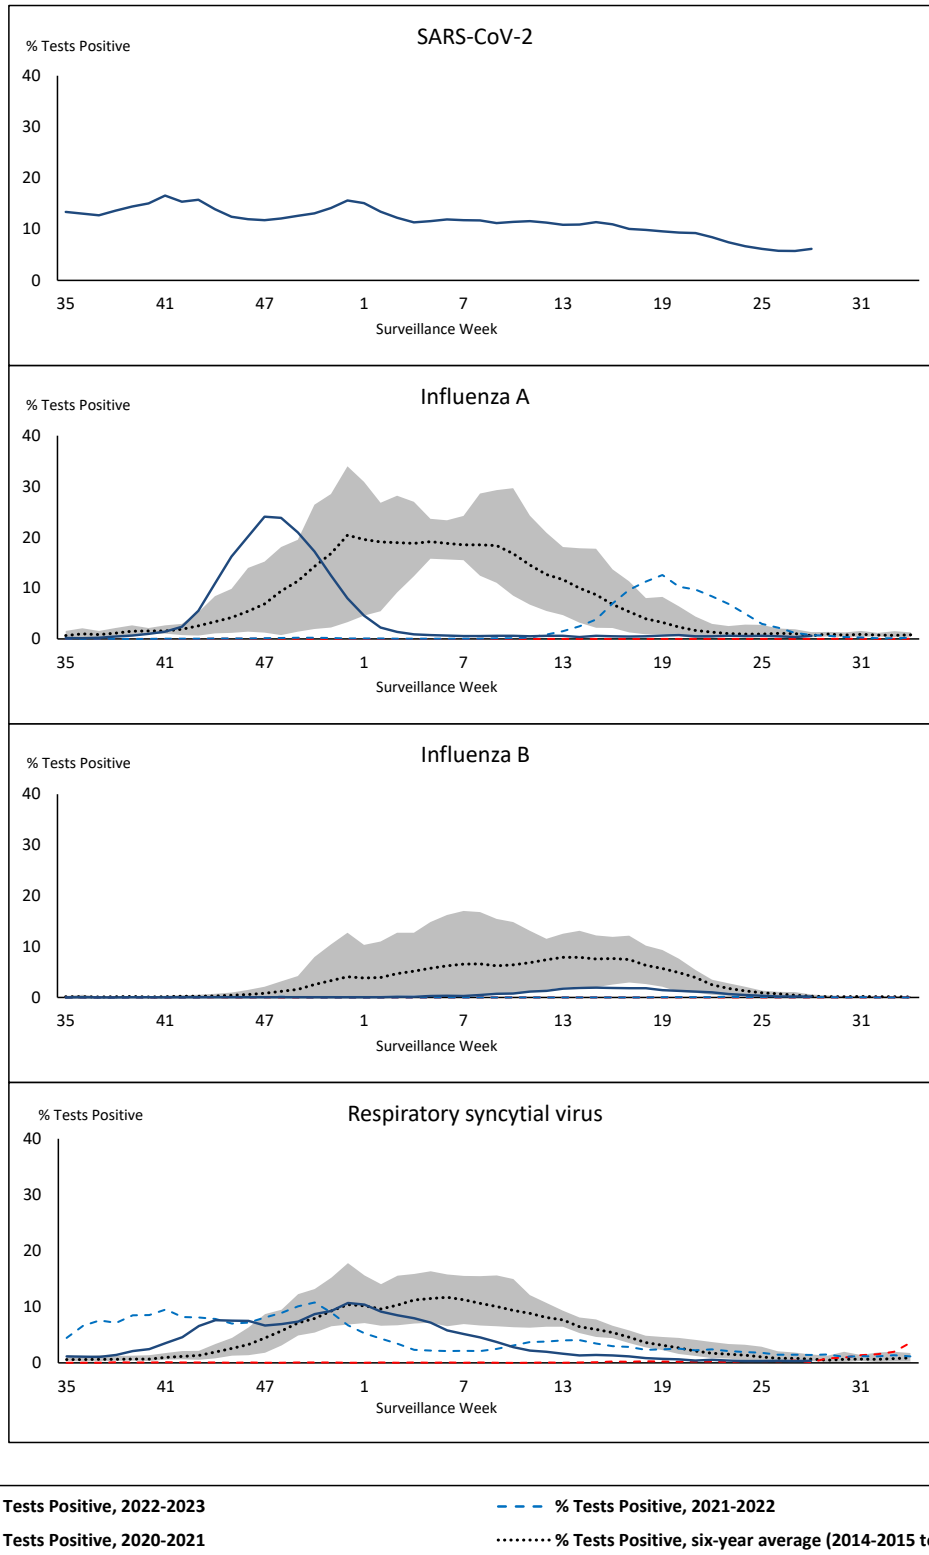 SARS-CoV-2
% Tests Positive
40
30
20
10
0
35 41 47 1 7 13 19 25 31
Surveillance Week
Influenza A
% Tests Positive
40
30
20
10
0
35 41 47 1 7 13 19 25 31
Surveillance Week
Influenza B
% Tests Positive
40
30
20
10
0
35 41 47 1 7 13 19 25 31
Surveillance Week
Respiratory syncytial virus
% Tests Positive
40
30
20
10
0
35 41 47 1 7 13 19 25 31
Surveillance Week
Tests Positive, 2022-2023 % Tests Positive, 2021-2022
Tests Positive, 2020-2021 % Tests Positive, six-year average (2014-2015 to